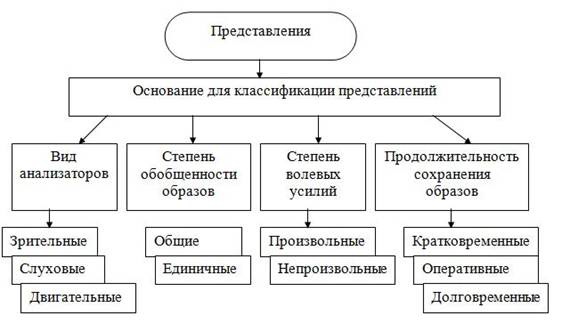 Представления
Основание для классификации представлений
Вид
анализаторов
Степень
обобщенности
образов
Степень
волевых
усилий
Продолжительность
сохранения
образов
Зрительные
Слуховые
Двигательные
Общие
Единичные
Произвольные
Непроизвольные
Кратковременные
Оперативные
Долговременные